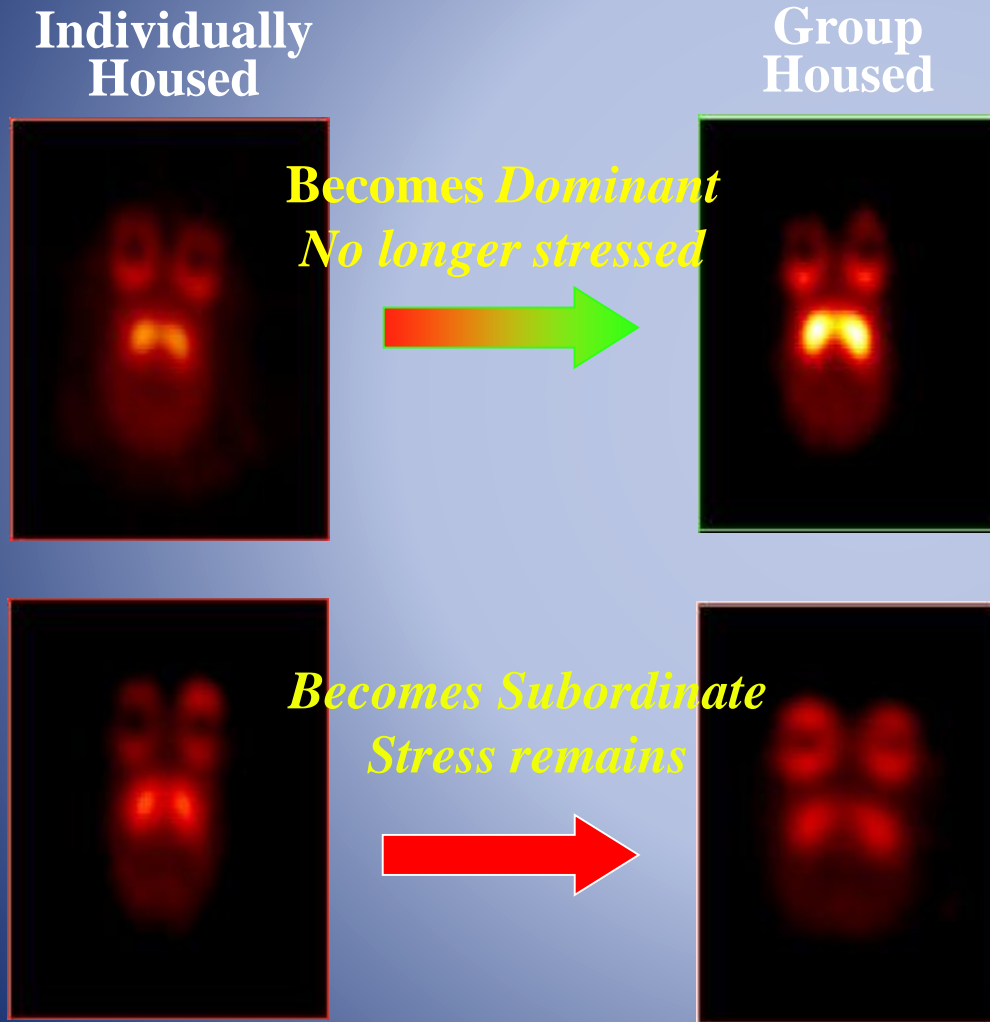 Individually
Housed
Group
Housed
Becomes Dominant
No longer stressed
Becomes Subordinate
Stress remains